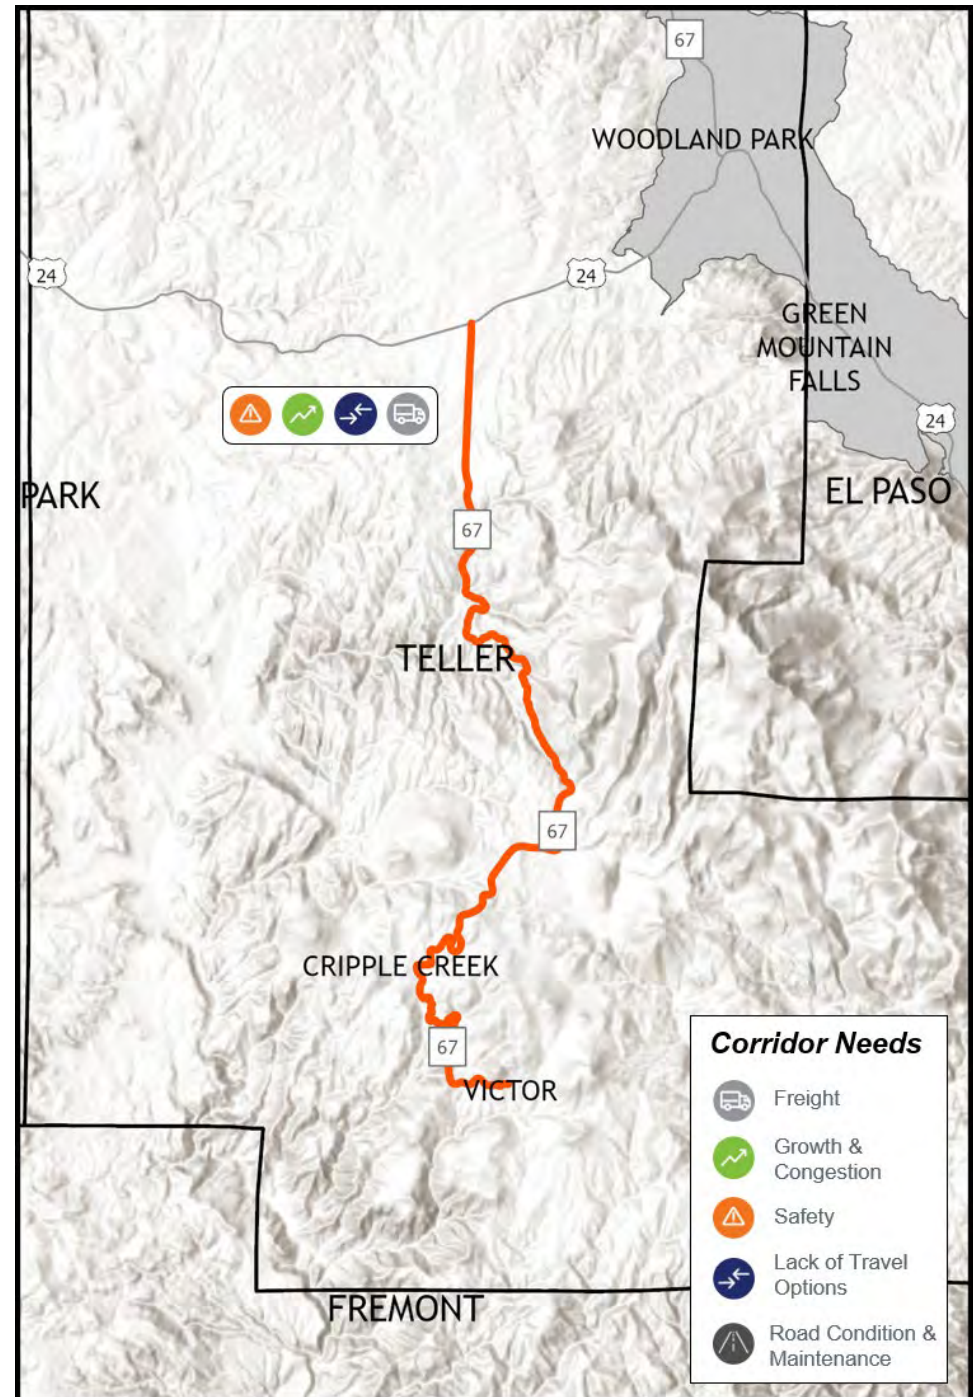 67
WOODLAND PARK
24
24
GREEN
MOUNTAIN
FALLS
24
PARK
EL PASO
67
TELLER
67
CRIPPLE CREEK
67
VICTOR
FREMONT
Corridor Needs
Freight
Growth &
Congestion
Safety
Lack of Travel
Options
Road Condition &
Maintenance